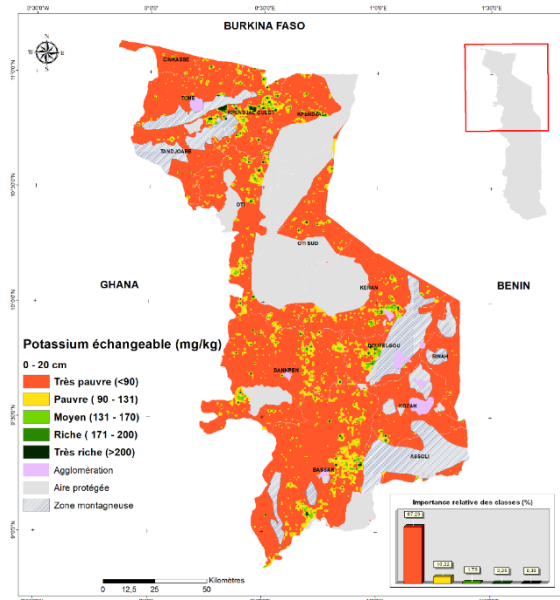 BURKINA FASO
CINKASSE
TONE
KPENDJAL OUEST
KPENDJAL
TANDJOARE
OTI
OTI SUD
GHANA
BENIN
KERAN
DOUFELGOU
BINAH
DANKPEN
KOZAH
ASSOLI
BASSAR
Potassium échangeable (mg/kg)
0 - 20 cm
Très pauvre (<90)
Pauvre ( 90 - 131)
Moyen (131 - 170)
Riche ( 171 - 200)
Très riche (>200)
Agglomération
Aire protégée
Zone montagneuse
Importance relative des classes (%)
Kilomètres
0 12,5 25 50